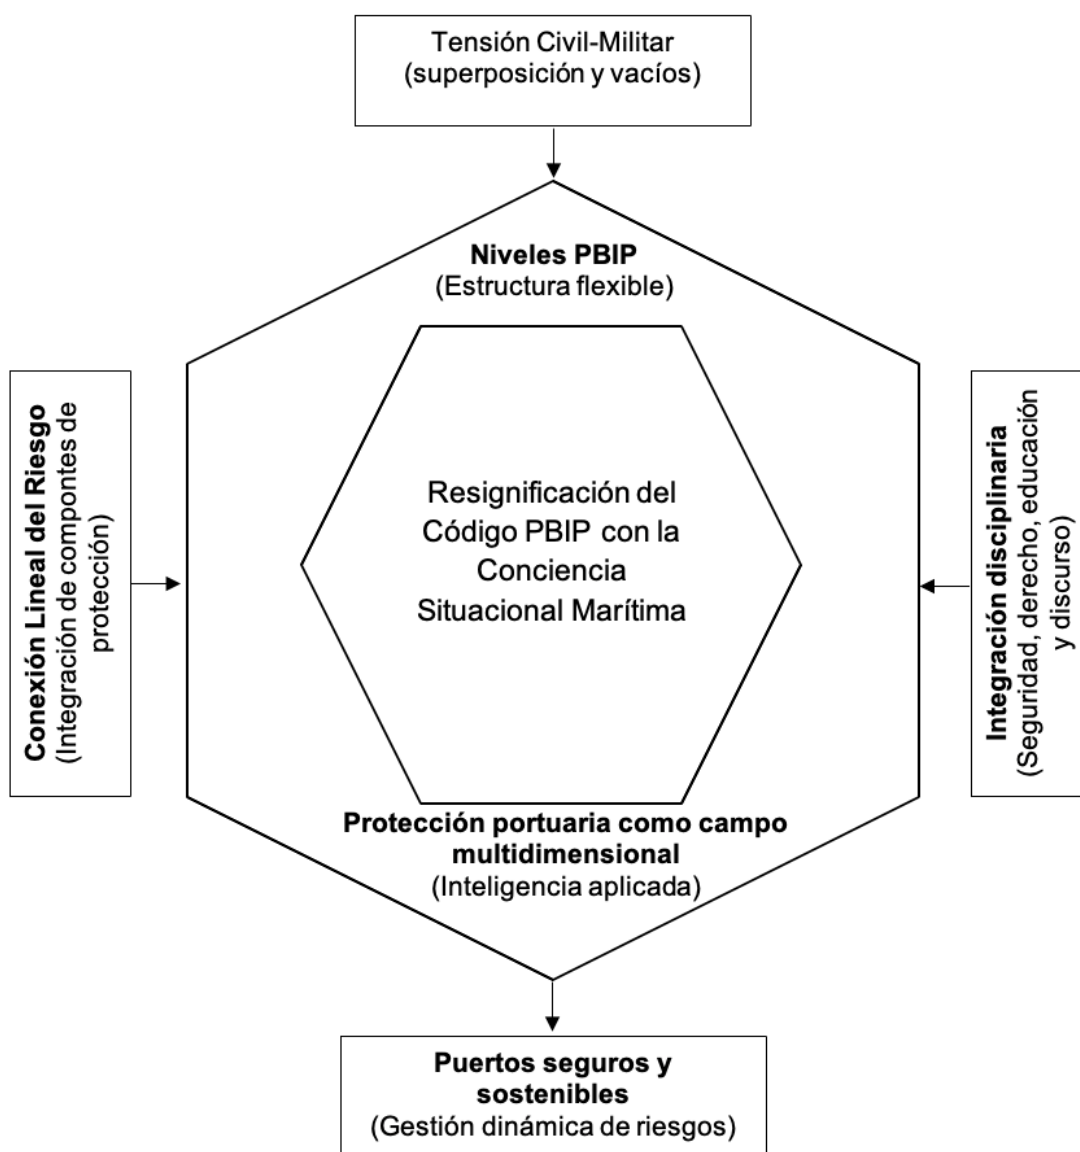 Tensión Civil-Militar
(superposición y vacíos)
Niveles PBIP
(Estructura flexible)
Conexión Lineal del Riesgo
(Integración de compontes de
protección)
Resignificación del
Código PBIP con la
Conciencia
Situacional Marítima
Integración disciplinaria
(Seguridad, derecho, educación
y discurso)
Protección portuaria como campo
multidimensional
(Inteligencia aplicada)
Puertos seguros y
sostenibles
(Gestión dinámica de riesgos)